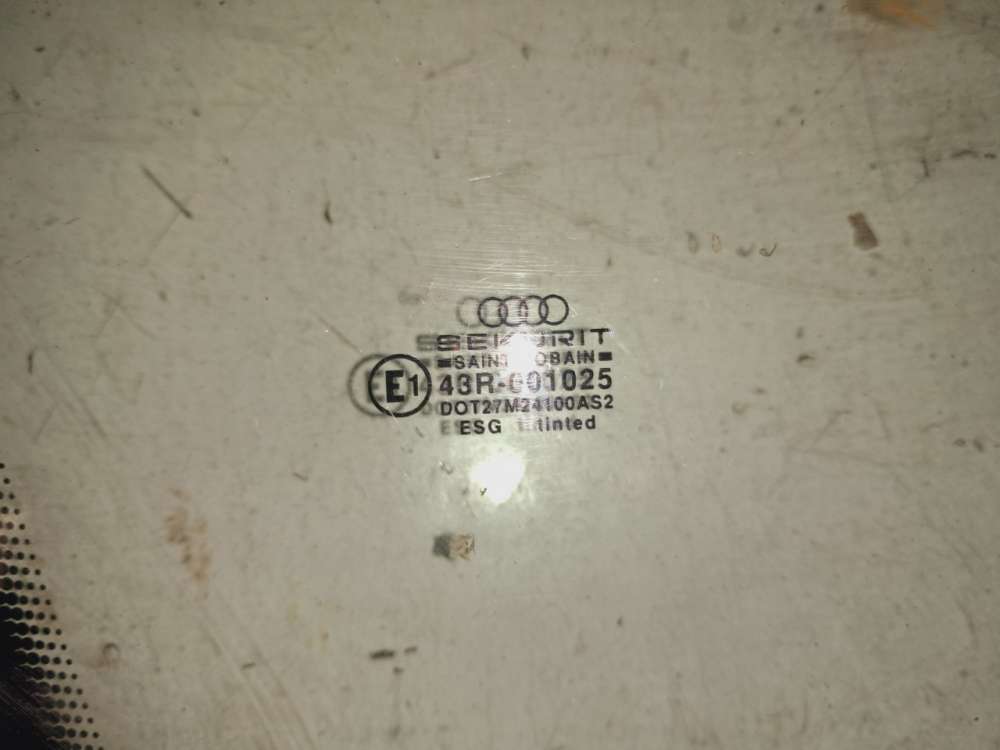 SEKURIT
SAINT GOBAIN
E1 43R-001025
DOT27M24100AS2
ESG tinted